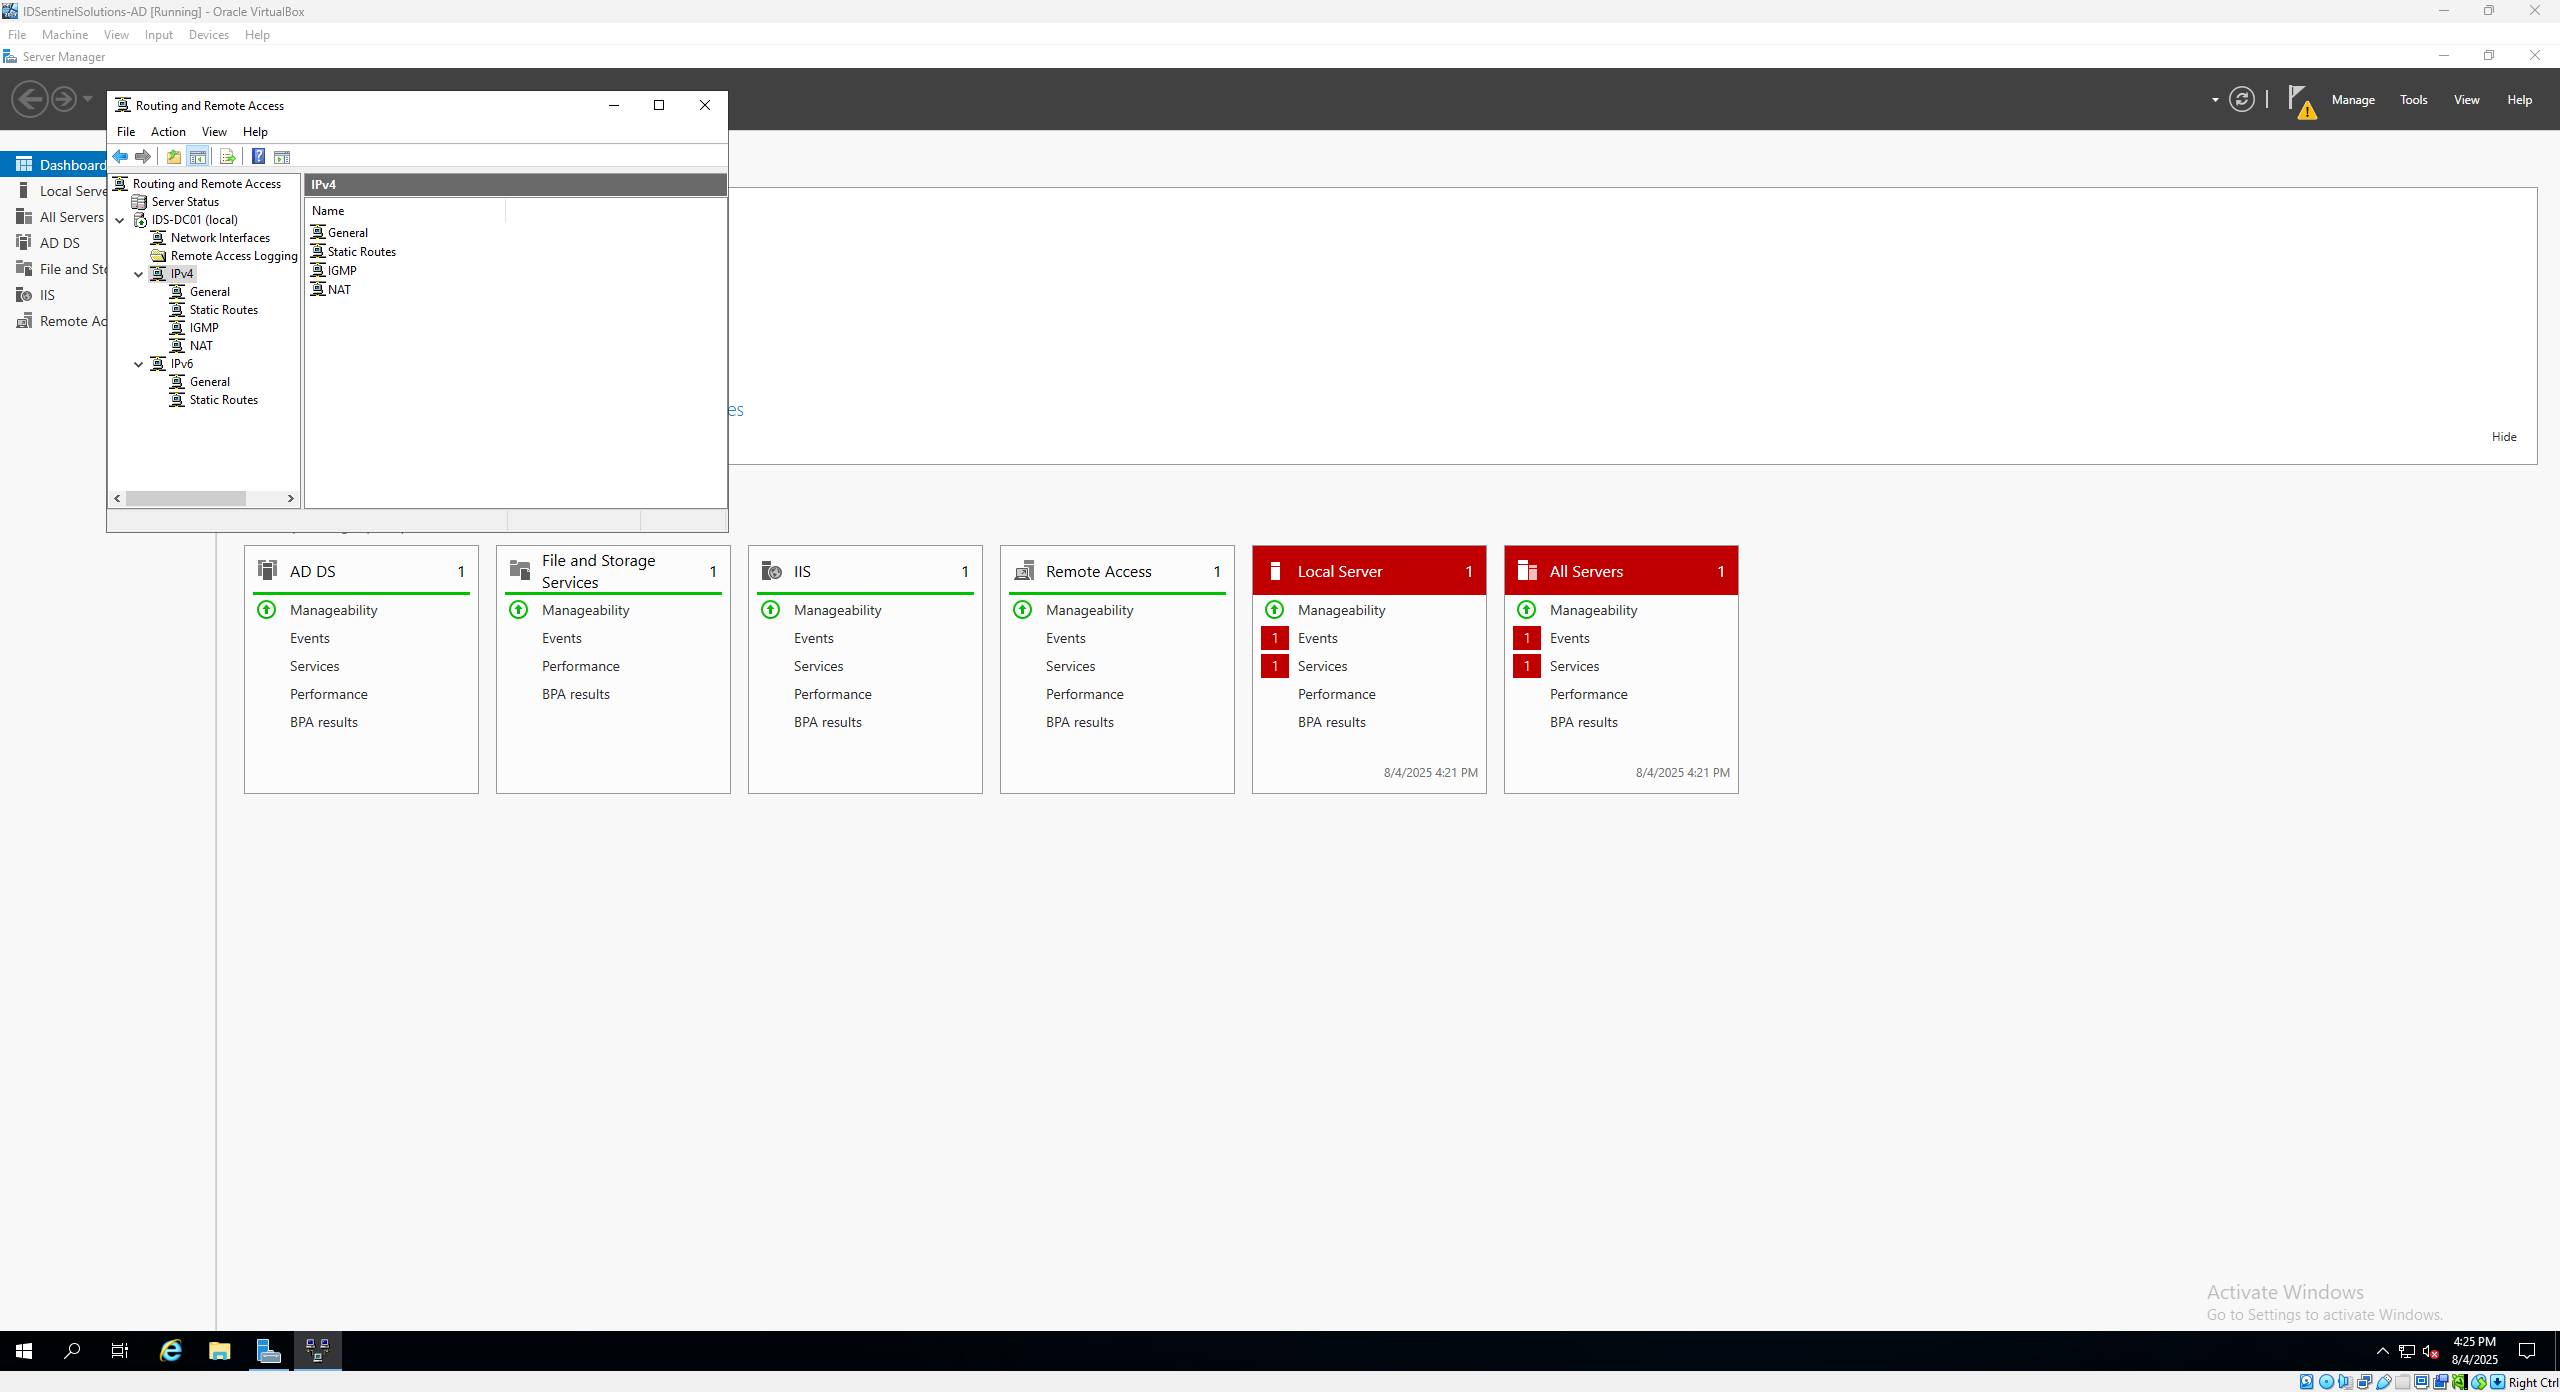 IDSentinelSolutions-AD [Running] - Oracle VirtualBox
File Machine View Input Devices Help
Server Manager
Manage Tools View Help
Dashboard
Local Serve
All Servers
AD DS
File and Sto
IIS
Remote Ac
Routing and Remote Access
File Action View Help
Routing and Remote Access
Server Status
IDS-DC01 (local)
Network Interfaces
Remote Access Logging
IPv4
General
Static Routes
IGMP
NAT
IPv6
General
Static Routes
IPv4
Name
General
Static Routes
IGMP
NAT
es
Hide
AD DS 1
Manageability
Events
Services
Performance
BPA results
File and Storage
Services 1
Manageability
Events
Performance
BPA results
IIS 1
Manageability
Events
Services
Performance
BPA results
Remote Access 1
Manageability
Events
Services
Performance
BPA results
Local Server 1
Manageability
1 Events
1 Services
Performance
BPA results
8/4/2025 4:21 PM
All Servers 1
Manageability
1 Events
1 Services
Performance
BPA results
8/4/2025 4:21 PM
Activate Windows
Go to Settings to activate Windows.
4:25 PM
8/4/2025
Right Ctrl